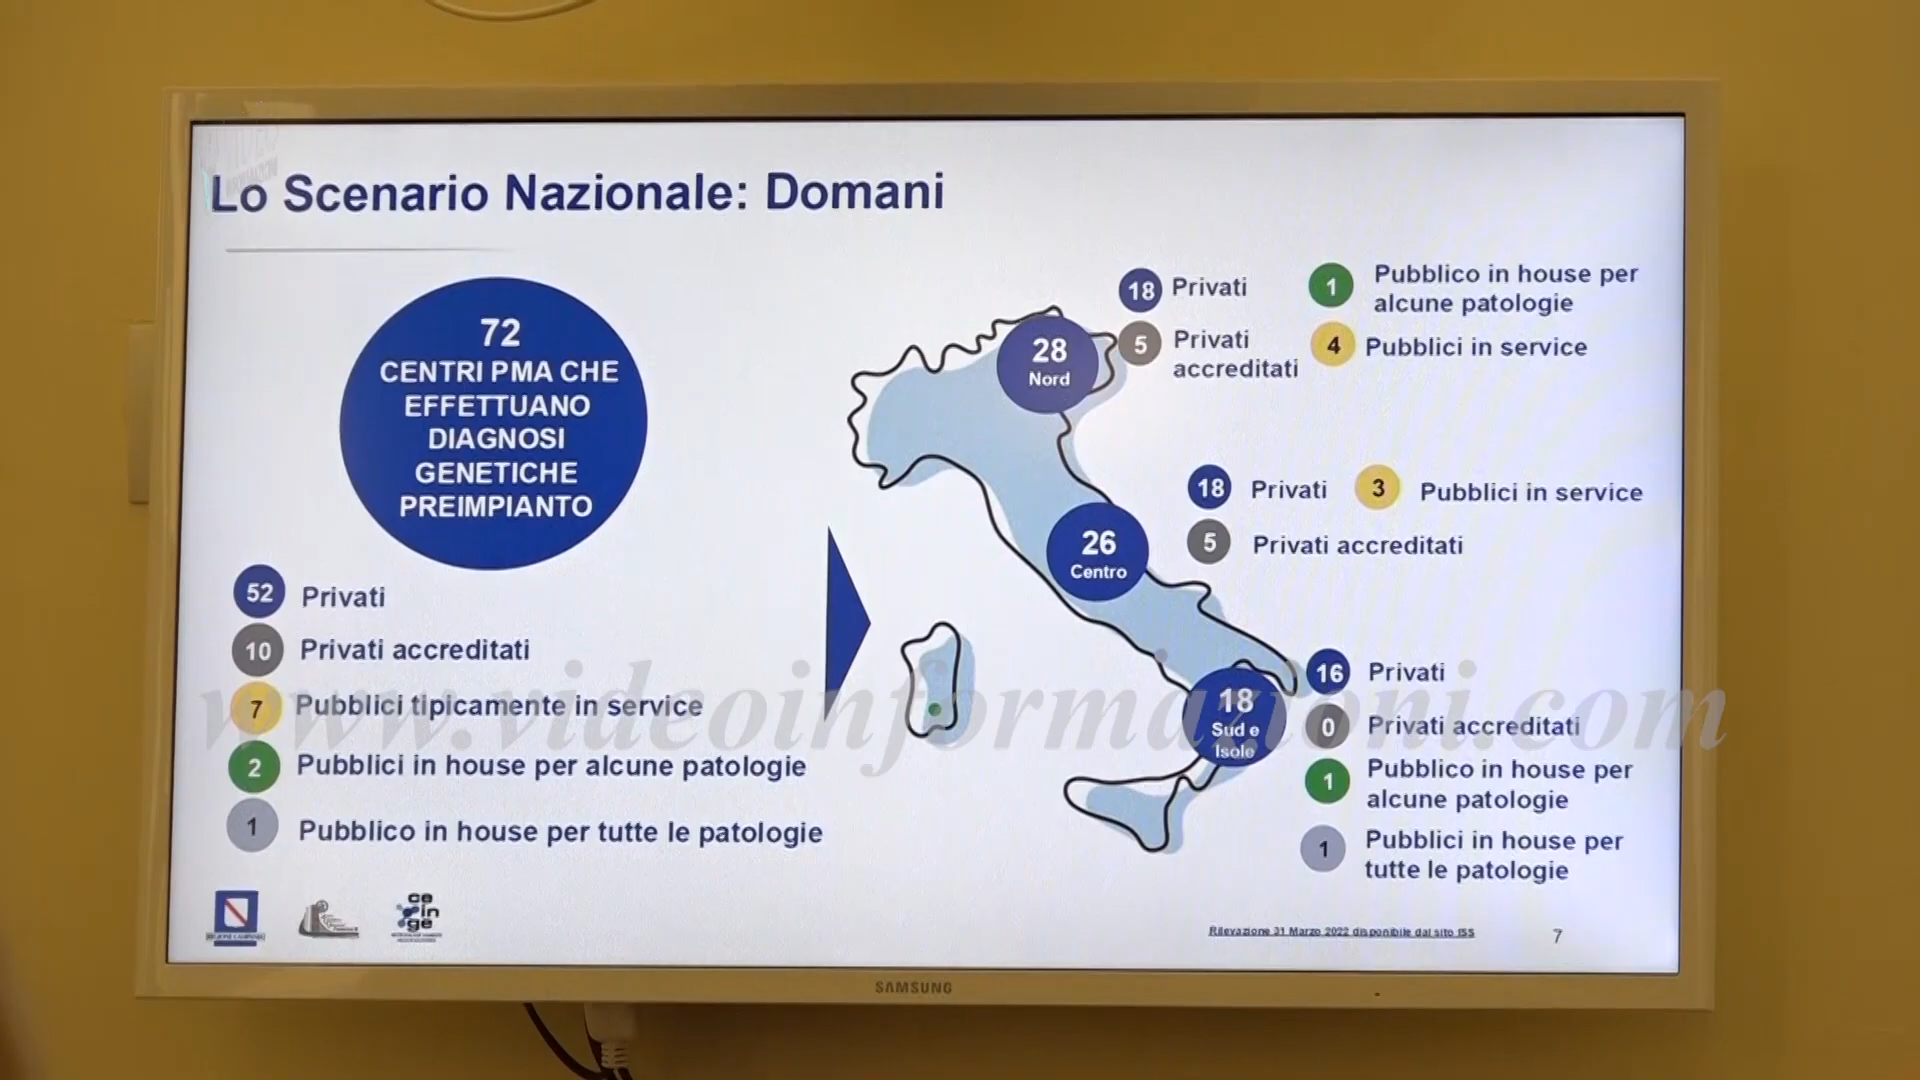 Lo Scenario Nazionale: Domani
72
CENTRI PMA CHE
EFFETTUANO
DIAGNOSI
GENETICHE
PREIMPIANTO
52 Privati
10 Privati accreditati
7 Pubblici tipicamente in service
2 Pubblici in house per alcune patologie
1 Pubblico in house per tutte le patologie
28
Nord
18 Privati
5 Privati
accreditati
1 Pubblico in house per
alcune patologie
4 Pubblici in service
26
Centro
18 Privati
3 Pubblici in service
5 Privati accreditati
18
Sud e
Isole
16 Privati
0 Privati accreditati
1 Pubblico in house per
alcune patologie
1 Pubblici in house per
tutte le patologie
www.videoinformazioni.com
REGIONE CAMPANIA
ce
in
ge
Rilevazione 31 Marzo 2022 disponibile dal sito ISS
7
SAMSUNG